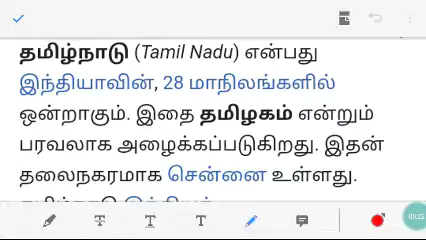 தமிழ்நாடு (Tamil Nadu) என்பது
இந்தியாவின், 28 மாநிலங்களில்
ஒன்றாகும். இதை தமிழகம் என்றும்
பரவலாக அழைக்கப்படுகிறது. இதன்
தலைநகரமாக சென்னை உள்ளது.